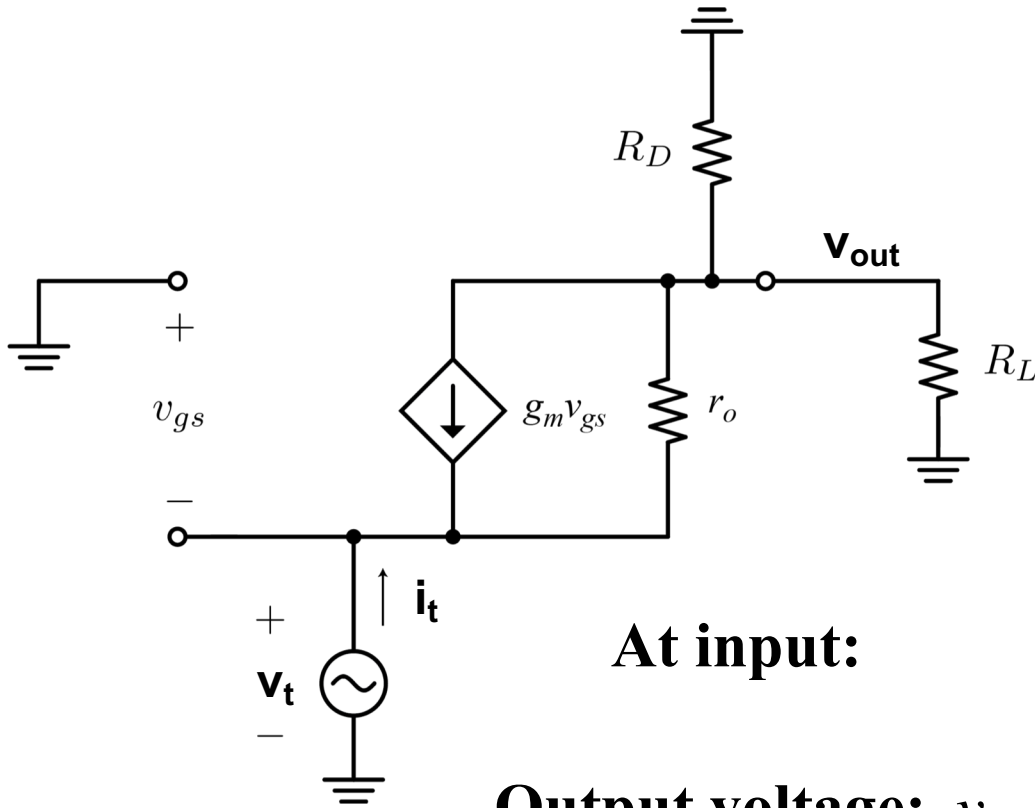 R_D
v_out
+
R_L
v_gs
g_m v_gs
r_o
−
i_t
+
At input:
v_t
−
Output voltage: